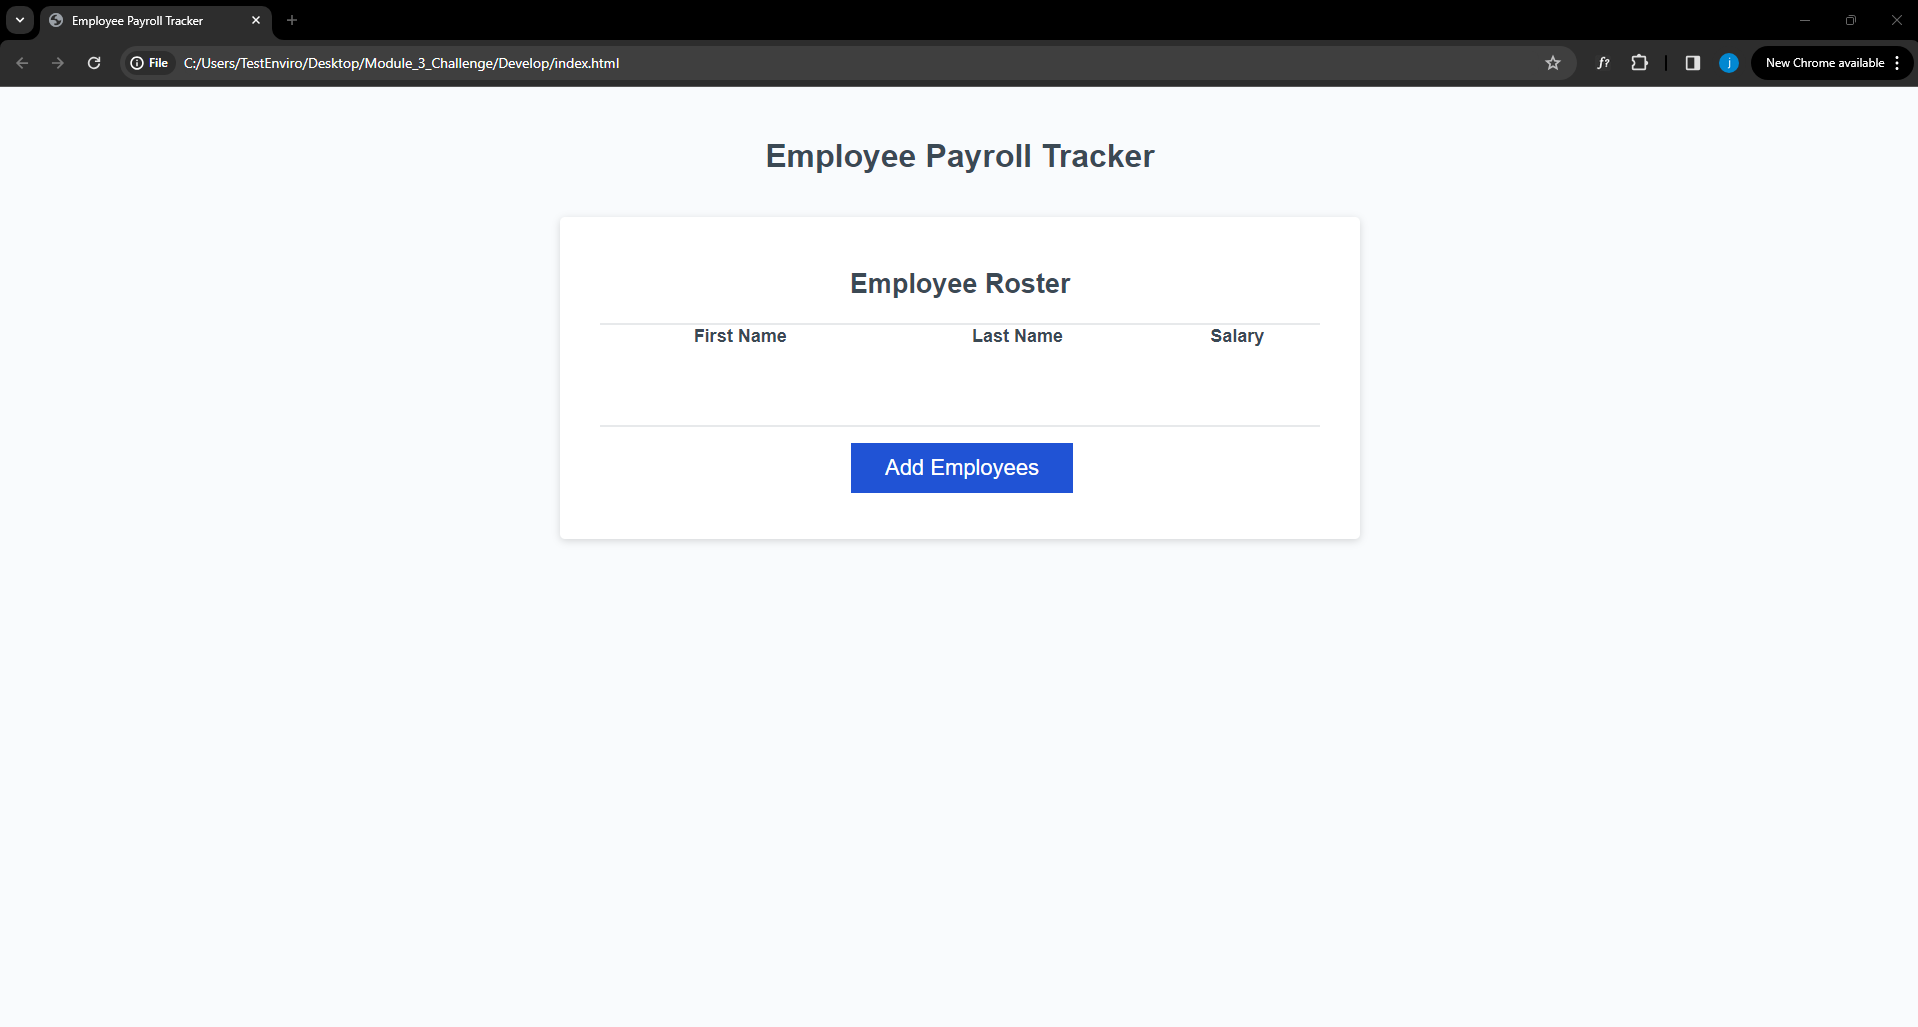 Employee Payroll Tracker
File C:/Users/TestEnviro/Desktop/Module_3_Challenge/Develop/index.html f? j New Chrome available
Employee Payroll Tracker
Employee Roster
First Name Last Name Salary
Add Employees